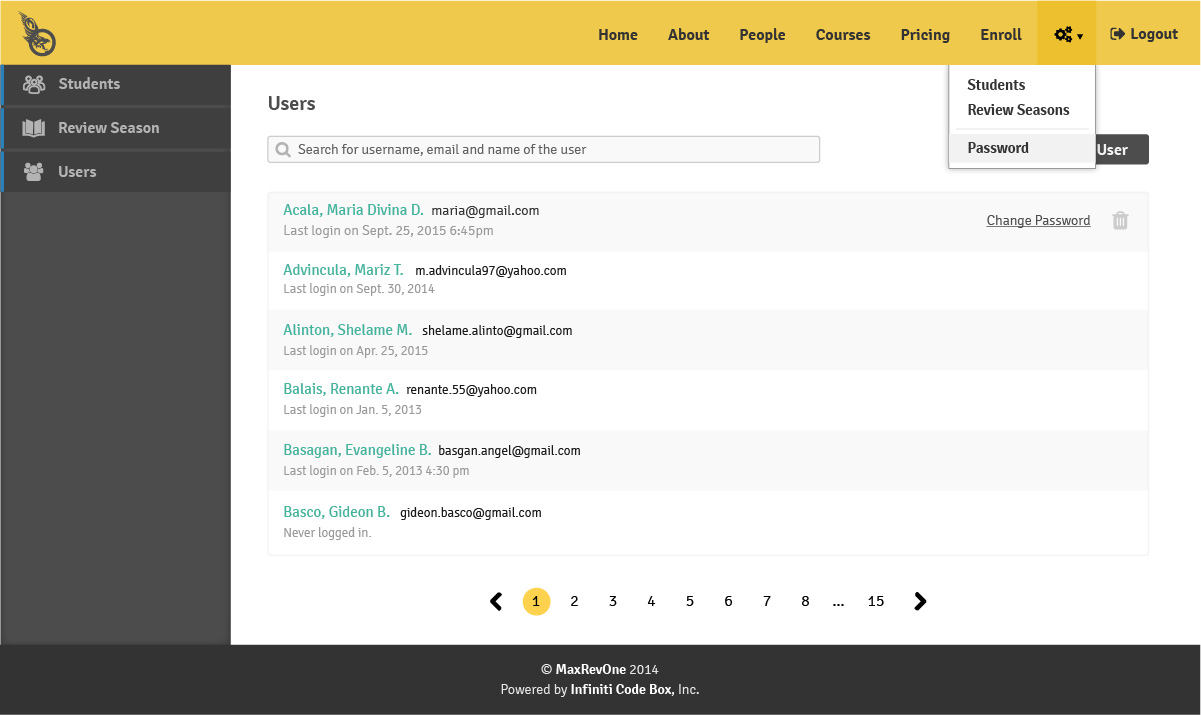 Home About People Courses Pricing Enroll Logout
Students
Review Seasons
Password
Students
Review Season
Users
Users
Search for username, email and name of the user
User
Acala, Maria Divina D. maria@gmail.com
Last login on Sept. 25, 2015 6:45pm
Change Password
Advincula, Mariz T. m.advincula97@yahoo.com
Last login on Sept. 30, 2014
Alinton, Shelame M. shelame.alinto@gmail.com
Last login on Apr. 25, 2015
Balais, Renante A. renante.55@yahoo.com
Last login on Jan. 5, 2013
Basagan, Evangeline B. basgan.angel@gmail.com
Last login on Feb. 5, 2013 4:30 pm
Basco, Gideon B. gideon.basco@gmail.com
Never logged in.
1 2 3 4 5 6 7 8 ... 15
© MaxRevOne 2014
Powered by Infiniti Code Box, Inc.